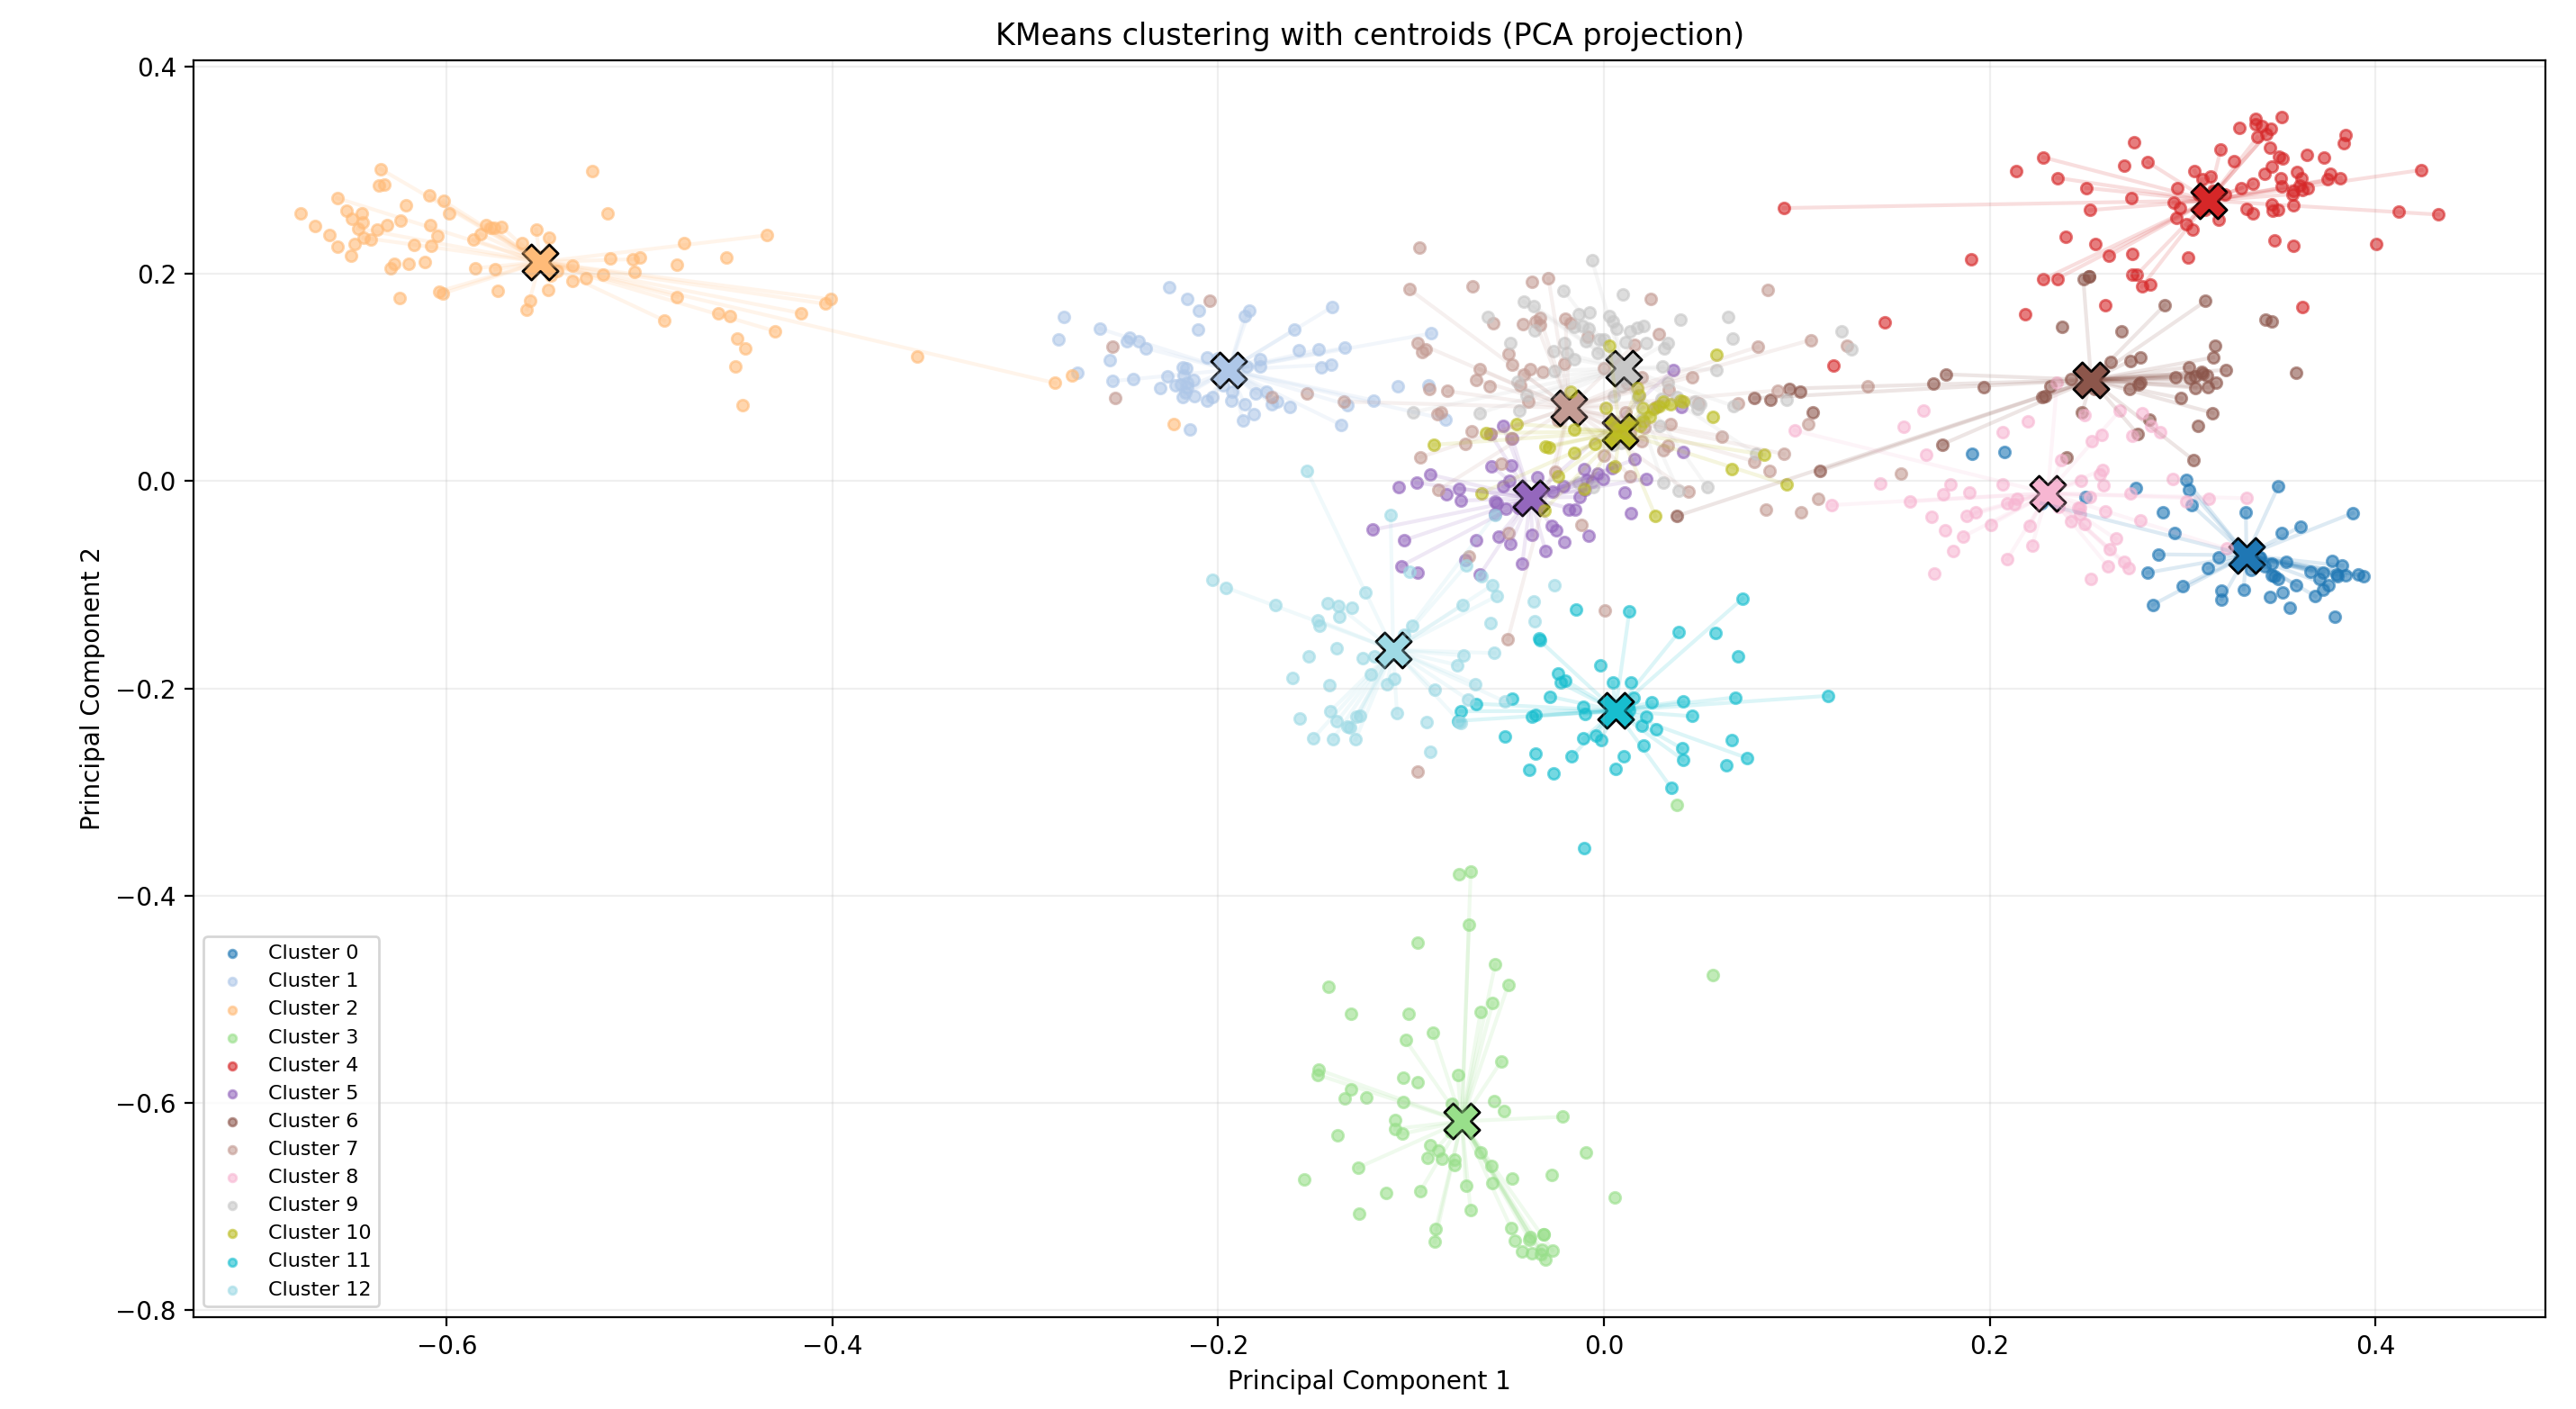 KMeans clustering with centroids (PCA projection)
0.4
0.2
0.0
−0.2
−0.4
−0.6
−0.8
Principal Component 2
Cluster 0
Cluster 1
Cluster 2
Cluster 3
Cluster 4
Cluster 5
Cluster 6
Cluster 7
Cluster 8
Cluster 9
Cluster 10
Cluster 11
Cluster 12
−0.6 −0.4 −0.2 0.0 0.2 0.4
Principal Component 1